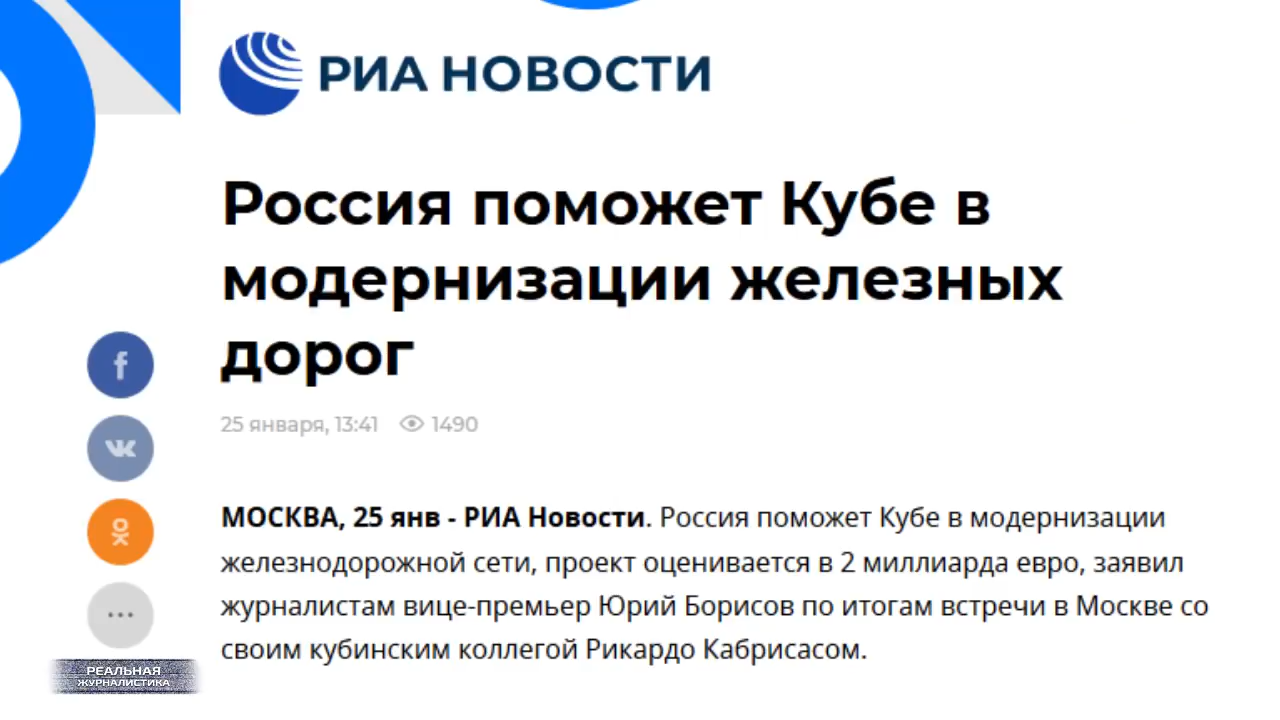 РИА НОВОСТИ
Россия поможет Кубе в
модернизации железных
дорог
25 января, 13:41 1490
МОСКВА, 25 янв - РИА Новости. Россия поможет Кубе в модернизации
железнодорожной сети, проект оценивается в 2 миллиарда евро, заявил
журналистам вице-премьер Юрий Борисов по итогам встречи в Москве со
своим кубинским коллегой Рикардо Кабрисасом.
РЕАЛЬНАЯ
ЖУРНАЛИСТИКА